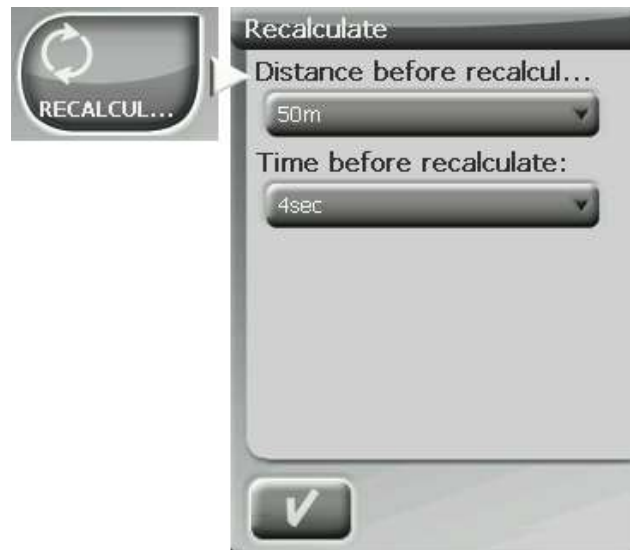 RECALCUL...
Recalculate
Distance before recalcul...
50m
Time before recalculate:
4sec